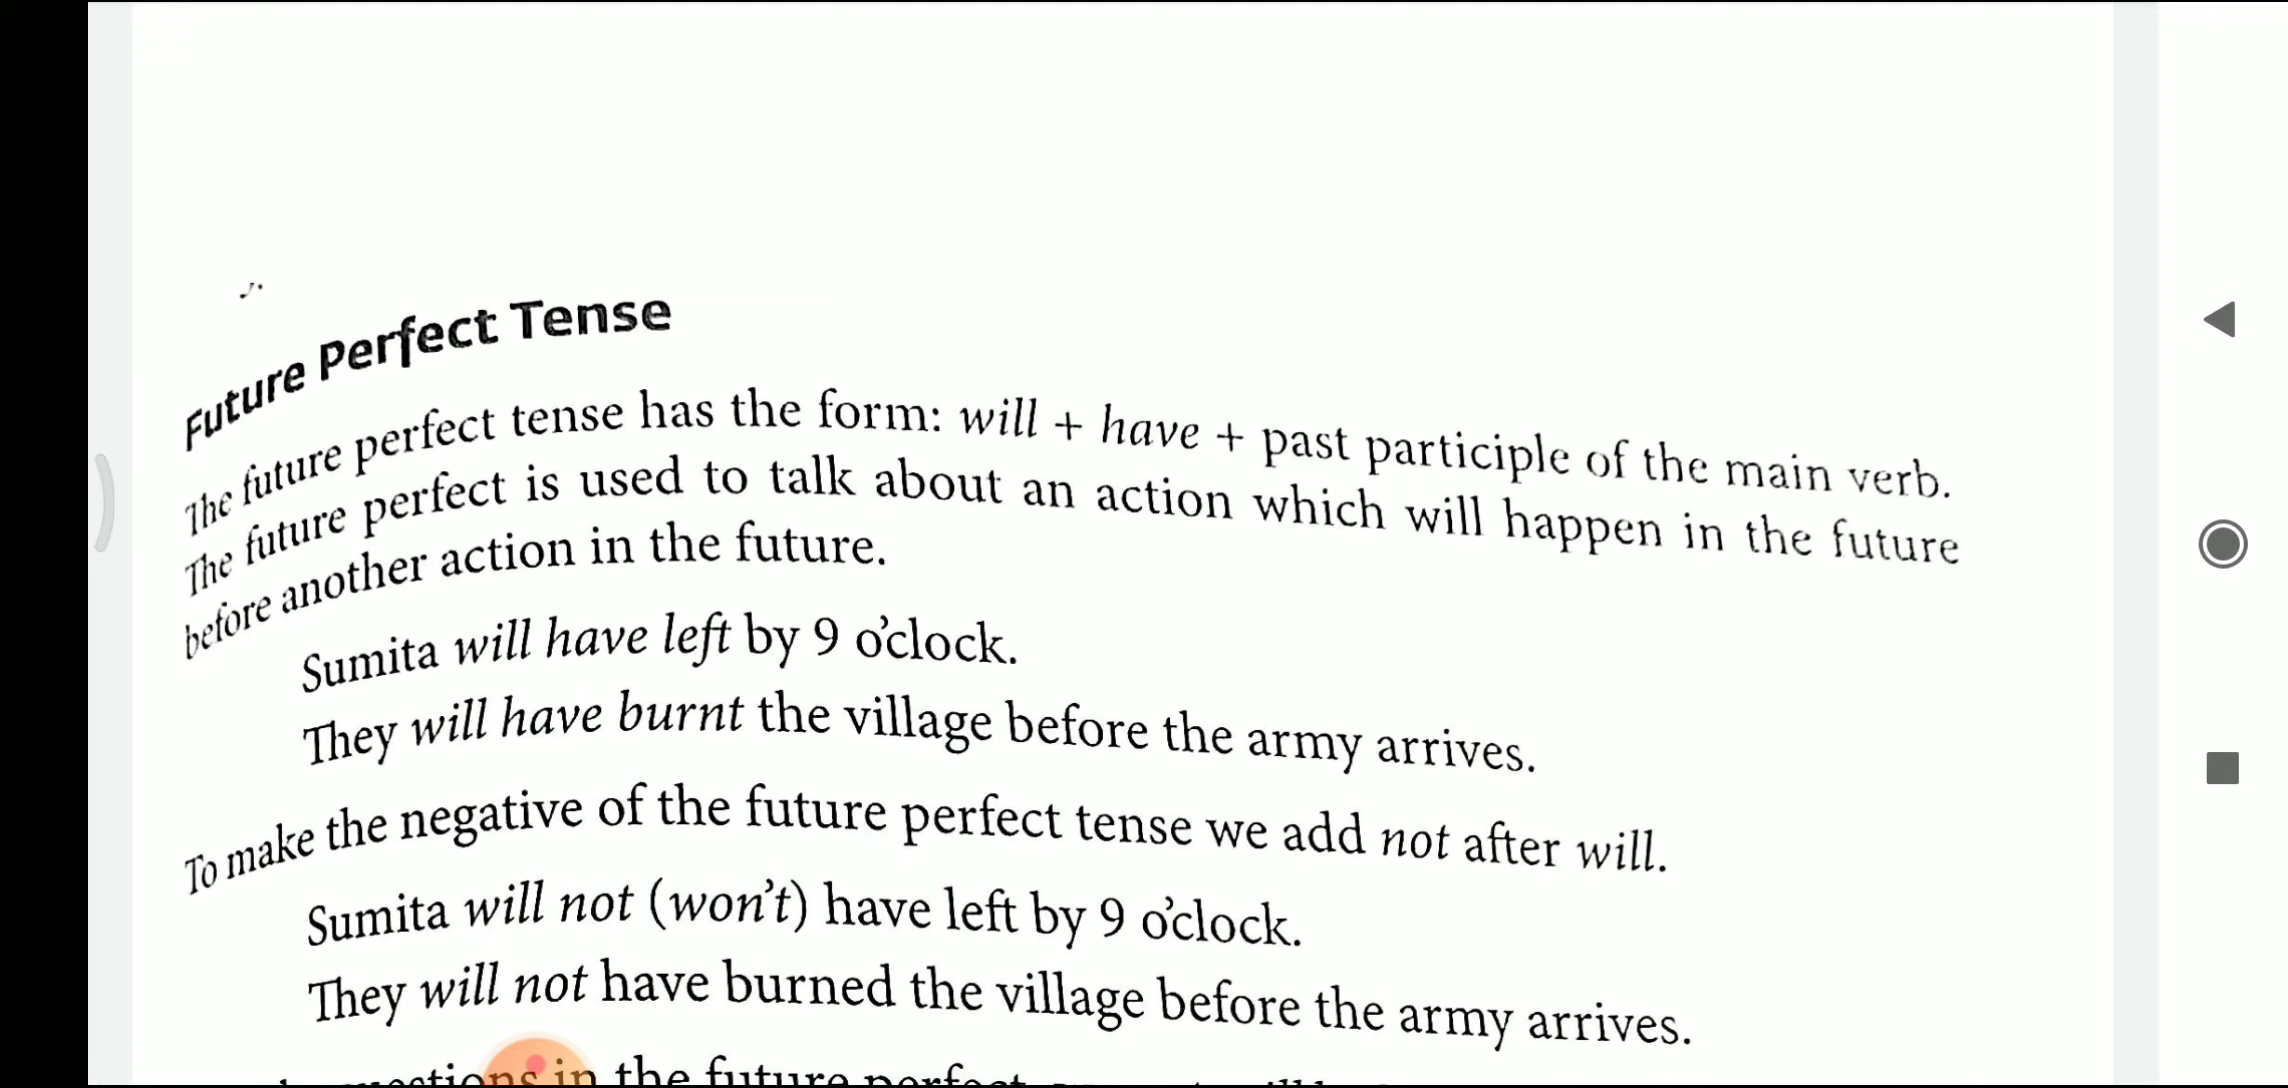 Future Perfect Tense
The future perfect tense has the form: will + have + past participle of the main verb.
The future perfect is used to talk about an action which will happen in the future
before another action in the future.
Sumita will have left by 9 o'clock.
They will have burnt the village before the army arrives.
To make the negative of the future perfect tense we add not after will.
Sumita will not (won't) have left by 9 o'clock.
They will not have burned the village before the army arrives.
in the future perfect